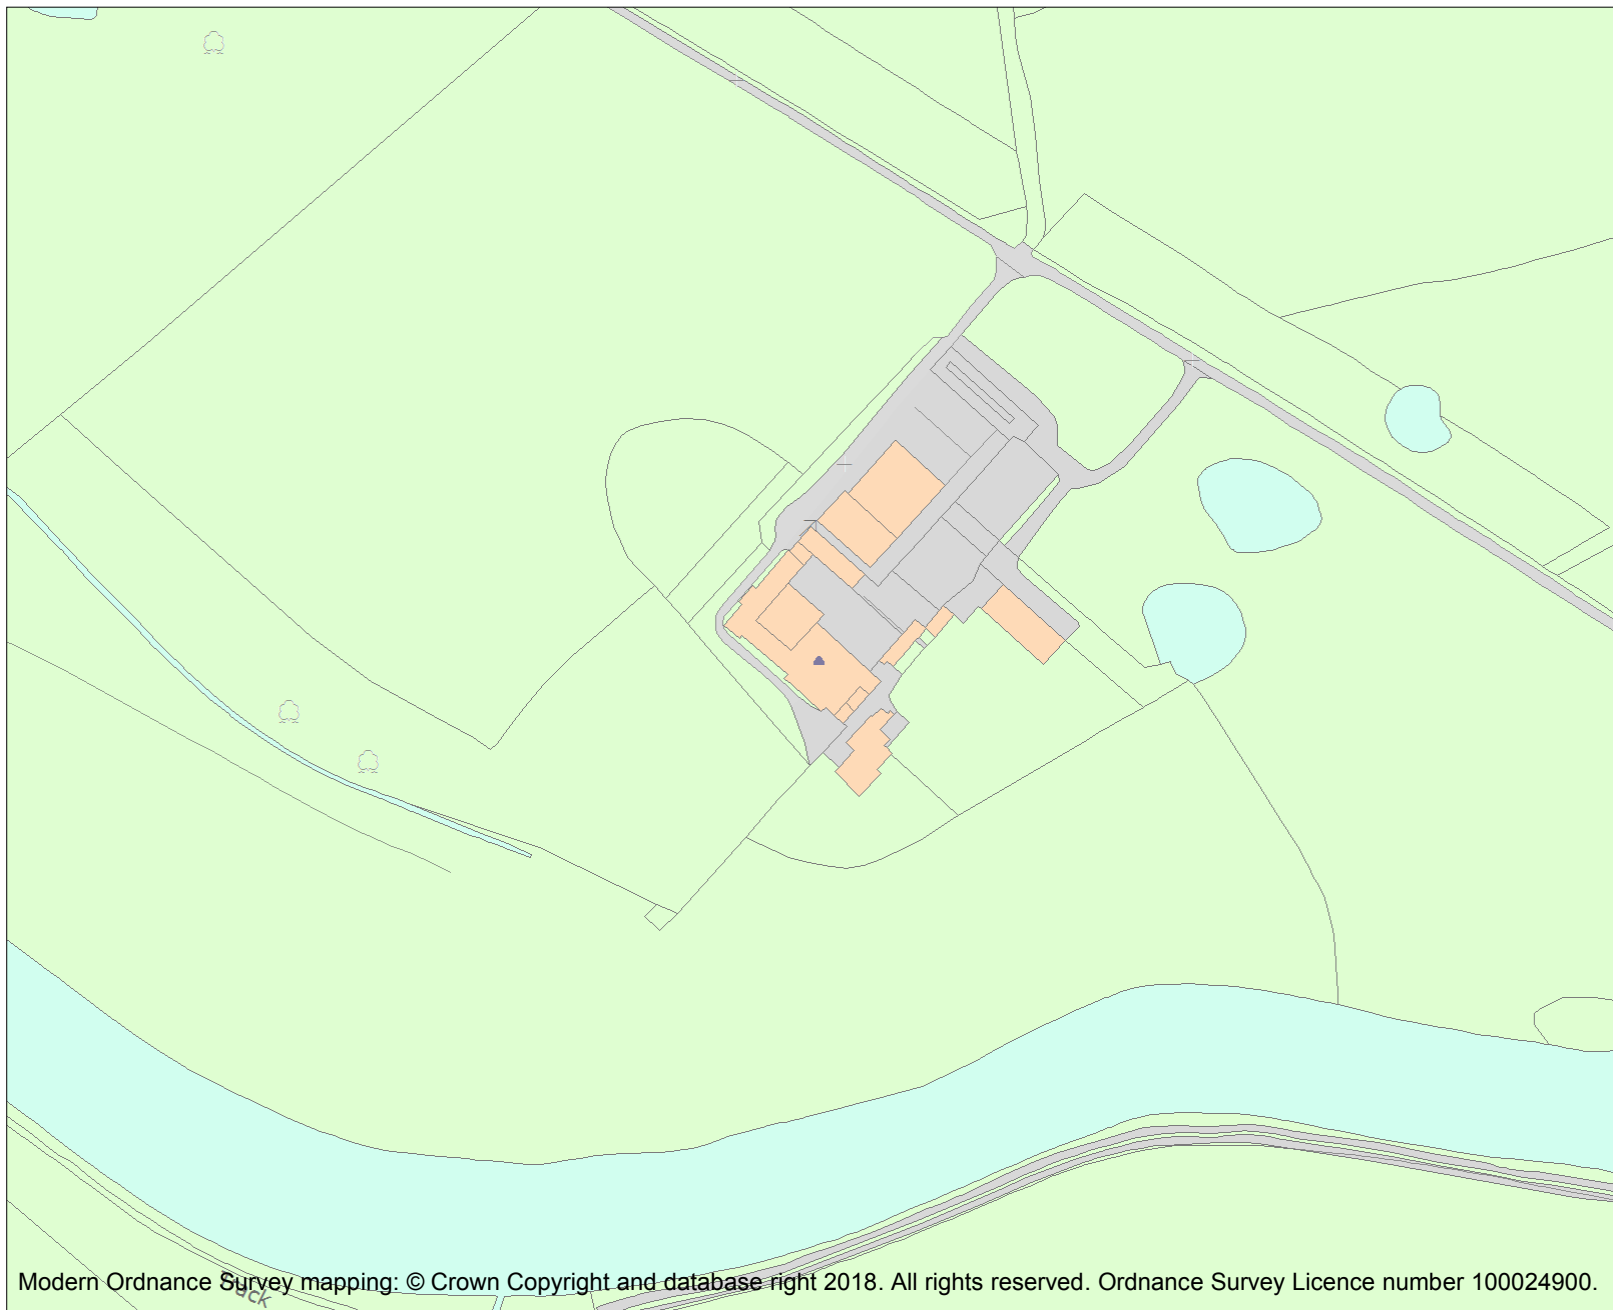 Modern Ordnance Survey mapping: © Crown Copyright and database right 2018. All rights reserved. Ordnance Survey Licence number 100024900.